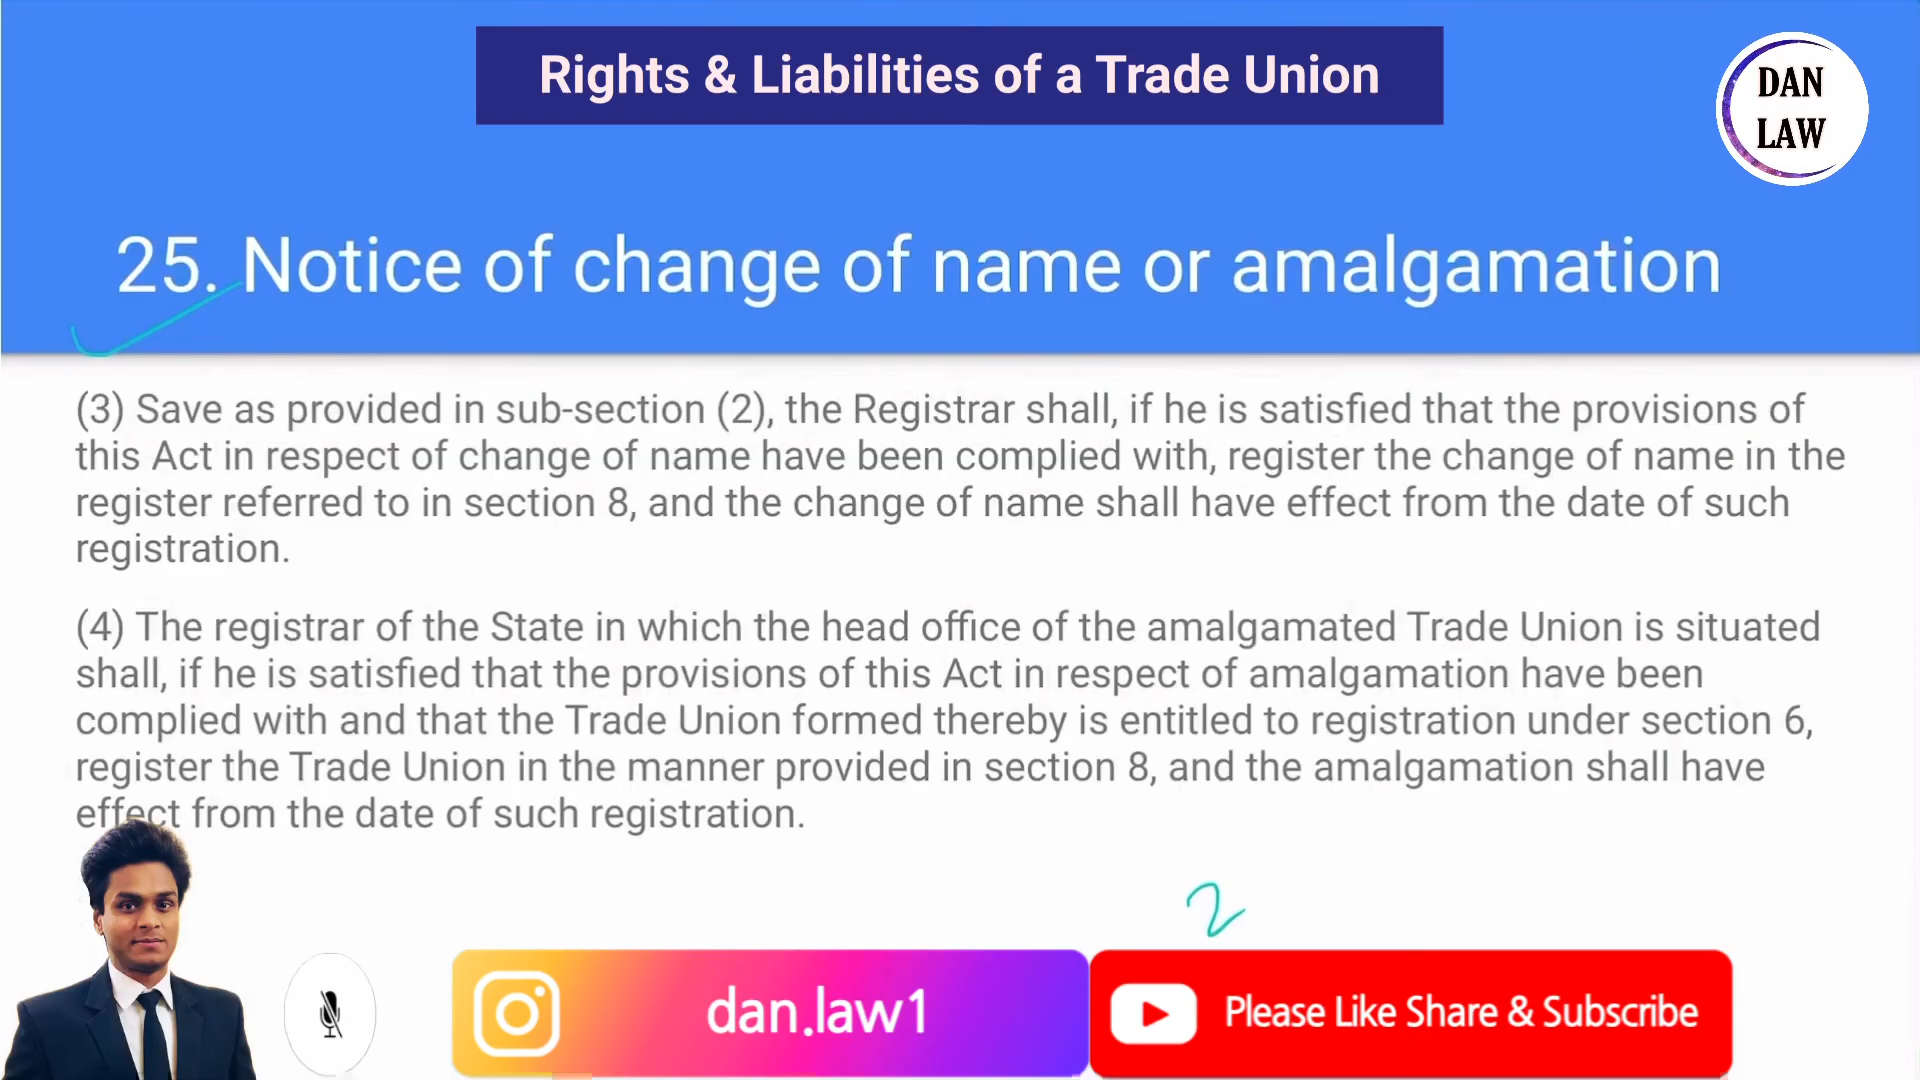 Rights & Liabilities of a Trade Union
DAN
LAW
25. Notice of change of name or amalgamation
(3) Save as provided in sub-section (2), the Registrar shall, if he is satisfied that the provisions of
this Act in respect of change of name have been complied with, register the change of name in the
register referred to in section 8, and the change of name shall have effect from the date of such
registration.
(4) The registrar of the State in which the head office of the amalgamated Trade Union is situated
shall, if he is satisfied that the provisions of this Act in respect of amalgamation have been
complied with and that the Trade Union formed thereby is entitled to registration under section 6,
register the Trade Union in the manner provided in section 8, and the amalgamation shall have
effect from the date of such registration.
2
dan.law1
Please Like Share & Subscribe